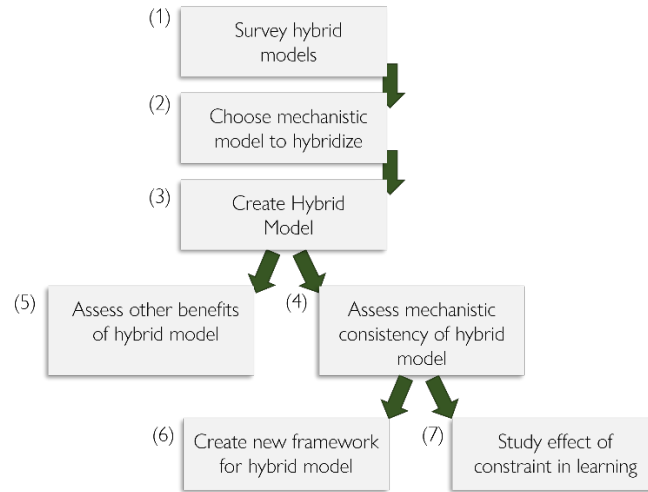 (1)
Survey hybrid
models
(2)
Choose mechanistic
model to hybridize
(3)
Create Hybrid
Model
(5)
Assess other benefits
of hybrid model
(4)
Assess mechanistic
consistency of hybrid
model
(6)
Create new framework
for hybrid model
(7)
Study effect of
constraint in learning